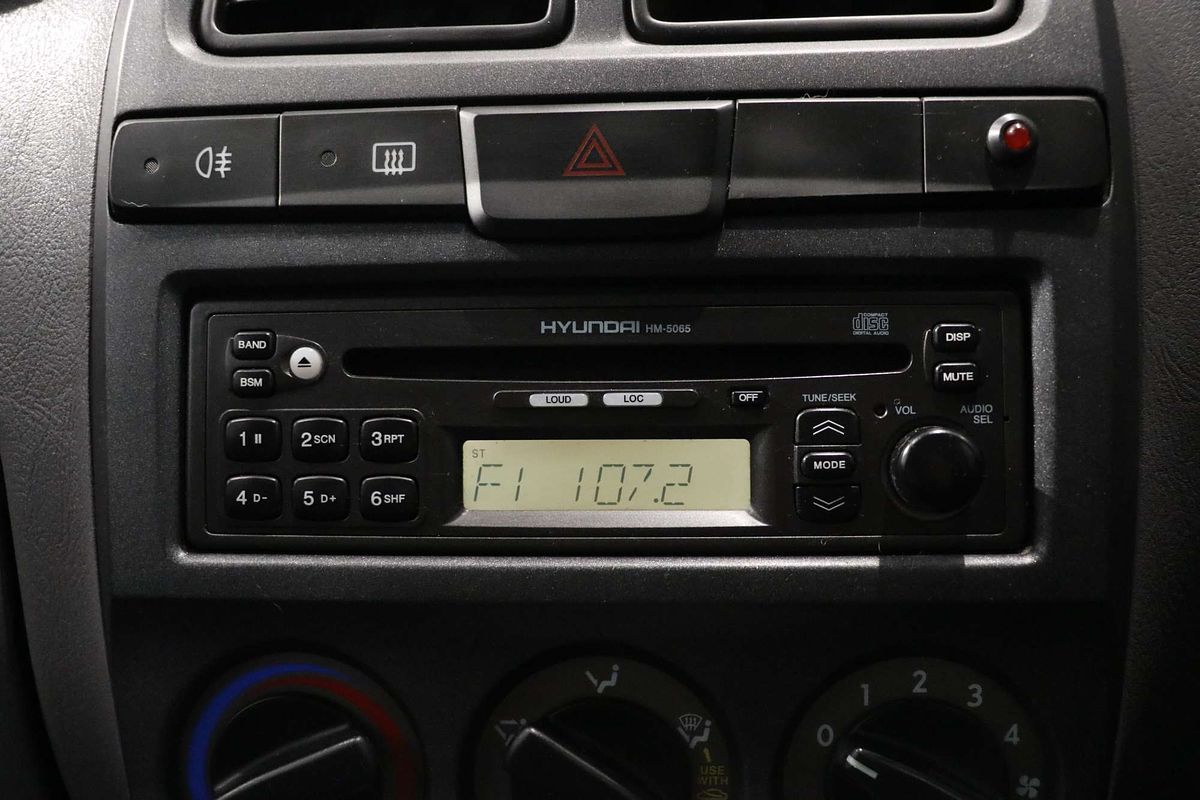 HYUNDAI HM-5065
COMPACT
disc
DIGITAL AUDIO
BAND
BSM
DISP
MUTE
LOUD
LOC
OFF
TUNE/SEEK
VOL
AUDIO
SEL
1
2 SCN
3 RPT
4 D-
5 D+
6 SHF
MODE
ST
F1 107.2
0
1
2
3
4
USE
WITH